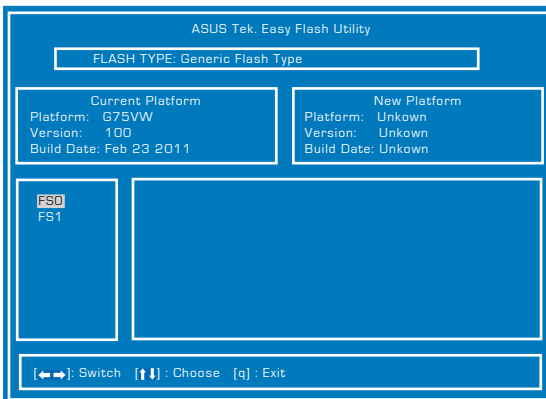 ASUS Tek. Easy Flash Utility
FLASH TYPE: Generic Flash Type
Current Platform
Platform: G75VW
Version: 100
Build Date: Feb 23 2011
New Platform
Platform: Unkown
Version: Unkown
Build Date: Unkown
FS0
FS1
[←→]: Switch [↑↓] : Choose [q] : Exit